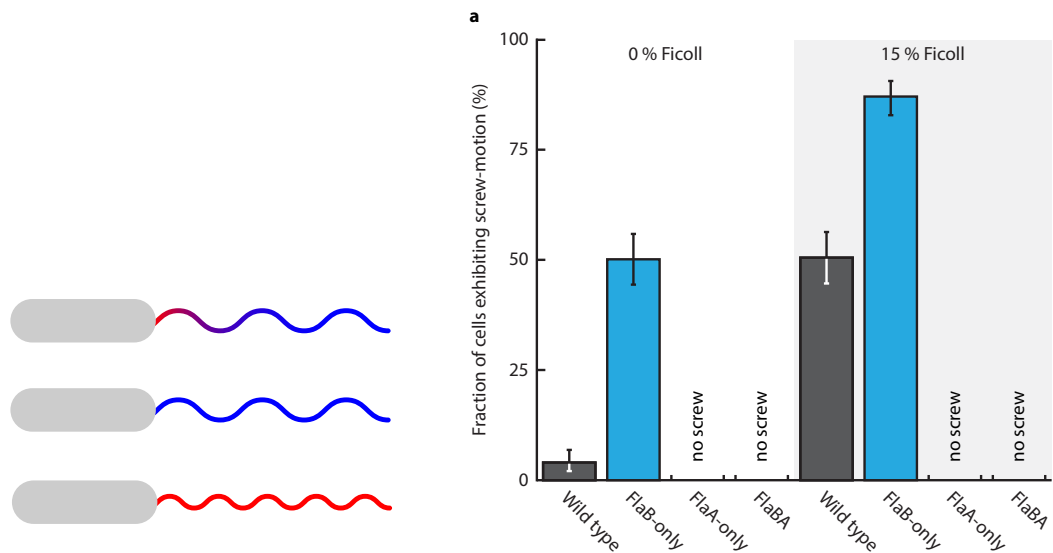 a
Fraction of cells exhibiting screw-motion (%)
100
75
50
25
0
0 % Ficoll
15 % Ficoll
no screw
no screw
no screw
no screw
Wild type
FlaB-only
FlaA-only
FlaBA
Wild type
FlaB-only
FlaA-only
FlaBA